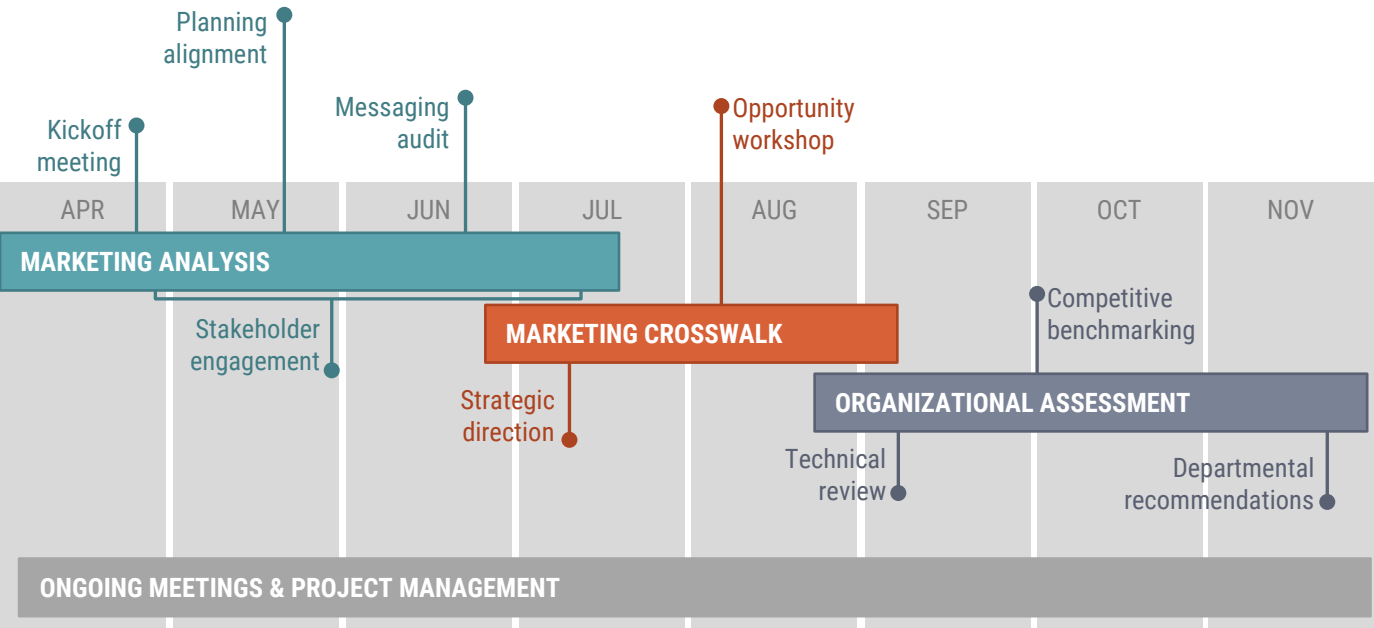 Planning
alignment
Kickoff
meeting
Messaging
audit
Opportunity
workshop
APR
MAY
JUN
JUL
AUG
SEP
OCT
NOV
MARKETING ANALYSIS
Stakeholder
engagement
MARKETING CROSSWALK
Competitive
benchmarking
Strategic
direction
ORGANIZATIONAL ASSESSMENT
Technical
review
Departmental
recommendations
ONGOING MEETINGS & PROJECT MANAGEMENT